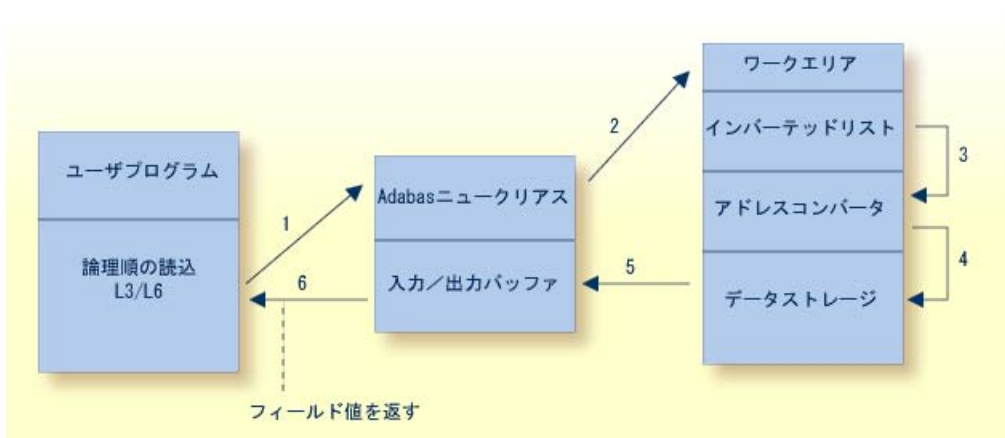 ユーザプログラム
論理順の読込
L3/L6
1
6
フィールド値を返す
Adabasニュークリアス
入力／出力バッファ
2
5
ワークエリア
インバーテッドリスト
アドレスコンバータ
データストレージ
3
4